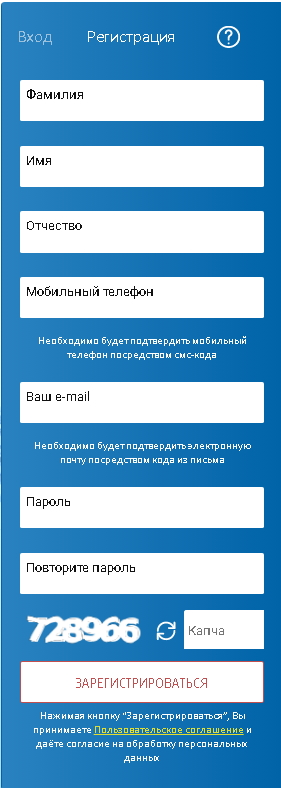 Вход Регистрация ?
Фамилия
Имя
Отчество
Мобильный телефон
Необходимо будет подтвердить мобильный
телефон посредством смс-кода
Ваш e-mail
Необходимо будет подтвердить электронную
почту посредством кода из письма
Пароль
Повторите пароль
728966 Капча
ЗАРЕГИСТРИРОВАТЬСЯ
Нажимая кнопку "Зарегистрироваться", Вы
принимаете Пользовательское соглашение и
даёте согласие на обработку персональных
данных